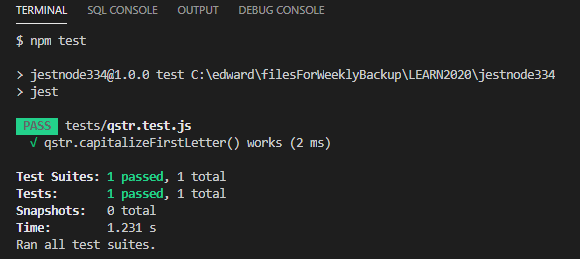 TERMINAL SQL CONSOLE OUTPUT DEBUG CONSOLE
$ npm test
> jestnode334@1.0.0 test C:\edward\filesForWeeklyBackup\LEARN2020\jestnode334
> jest
PASS tests/qstr.test.js
√ qstr.capitalizeFirstLetter() works (2 ms)
Test Suites: 1 passed, 1 total
Tests: 1 passed, 1 total
Snapshots: 0 total
Time: 1.231 s
Ran all test suites.